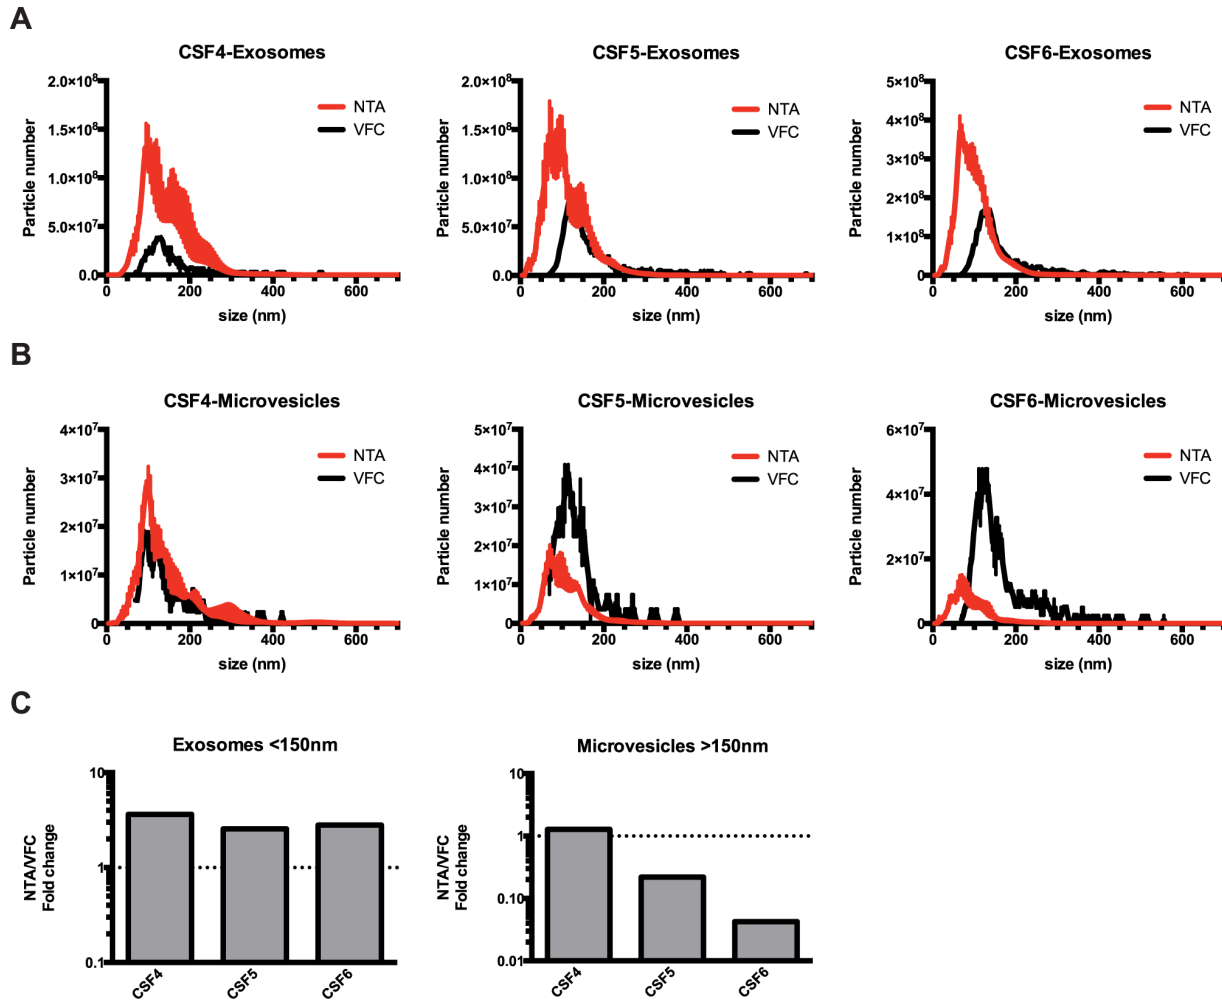 A
CSF4-Exosomes
2.0×10⁸
1.5×10⁸
1.0×10⁸
5.0×10⁷
0.0
Particle number
NTA
VFC
0 200 400 600
size (nm)
CSF5-Exosomes
2.0×10⁸
1.5×10⁸
1.0×10⁸
5.0×10⁷
0.0
Particle number
NTA
VFC
0 200 400 600
size (nm)
CSF6-Exosomes
5×10⁸
4×10⁸
3×10⁸
2×10⁸
1×10⁸
0
Particle number
NTA
VFC
0 200 400 600
size (nm)
B
CSF4-Microvesicles
4×10⁷
3×10⁷
2×10⁷
1×10⁷
0
Particle number
NTA
VFC
0 200 400 600
size (nm)
CSF5-Microvesicles
5×10⁷
4×10⁷
3×10⁷
2×10⁷
1×10⁷
0
Particle number
NTA
VFC
0 200 400 600
size (nm)
CSF6-Microvesicles
6×10⁷
4×10⁷
2×10⁷
0
Particle number
NTA
VFC
0 200 400 600
size (nm)
C
Exosomes <150nm
10
1
0.1
NTA/VFC
Fold change
CSF4 CSF5 CSF6
Microvesicles >150nm
10
1
0.10
0.01
NTA/VFC
Fold change
CSF4 CSF5 CSF6